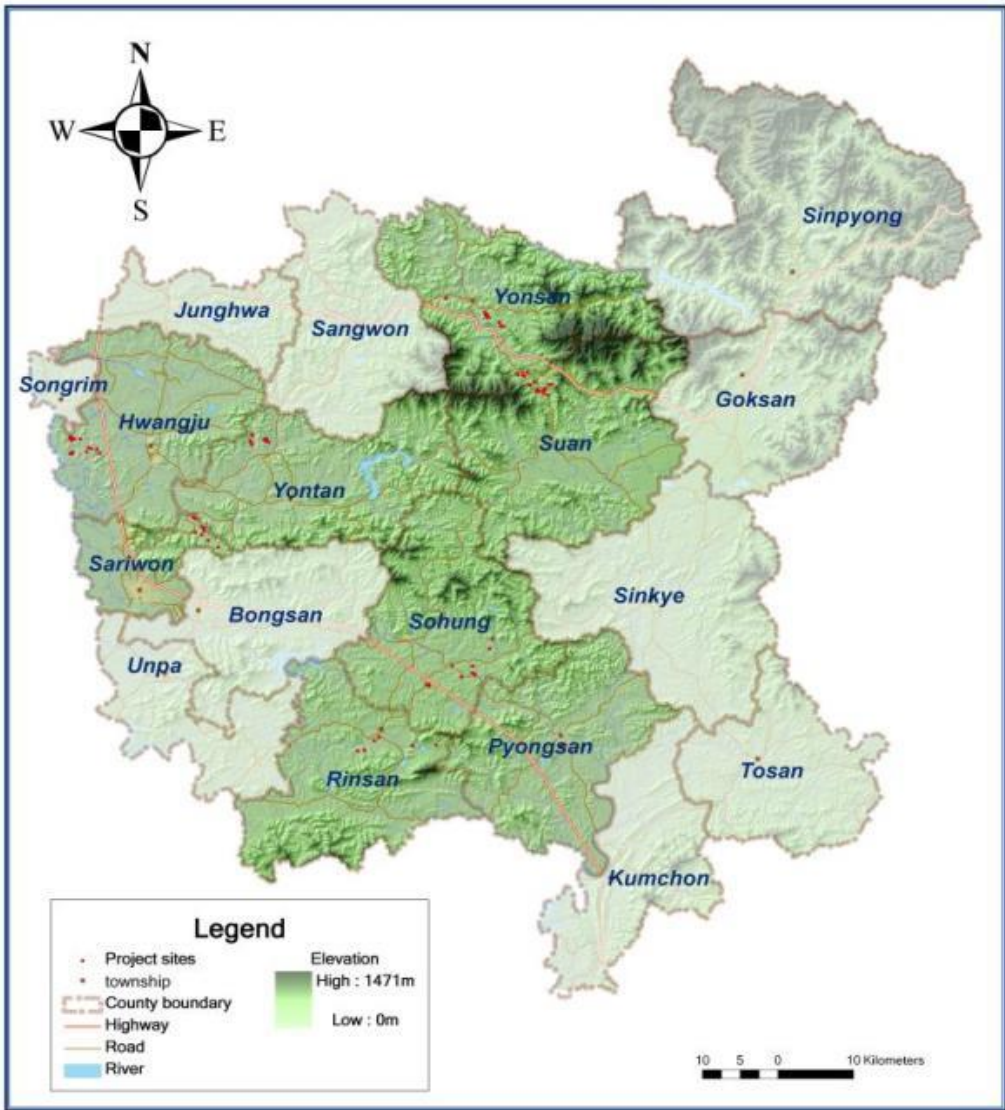 N
W E
S
Sinpyong
Yonsan
Junghwa
Sangwon
Songrim
Goksan
Hwangju
Suan
Yontan
Sariwon
Sinkye
Bongsan
Sohung
Unpa
Pyongsan
Rinsan
Tosan
Kumchon
Legend
Project sites
township
County boundary
Highway
Road
River
Elevation
High : 1471m
Low : 0m
10 5 0 10 Kilometers